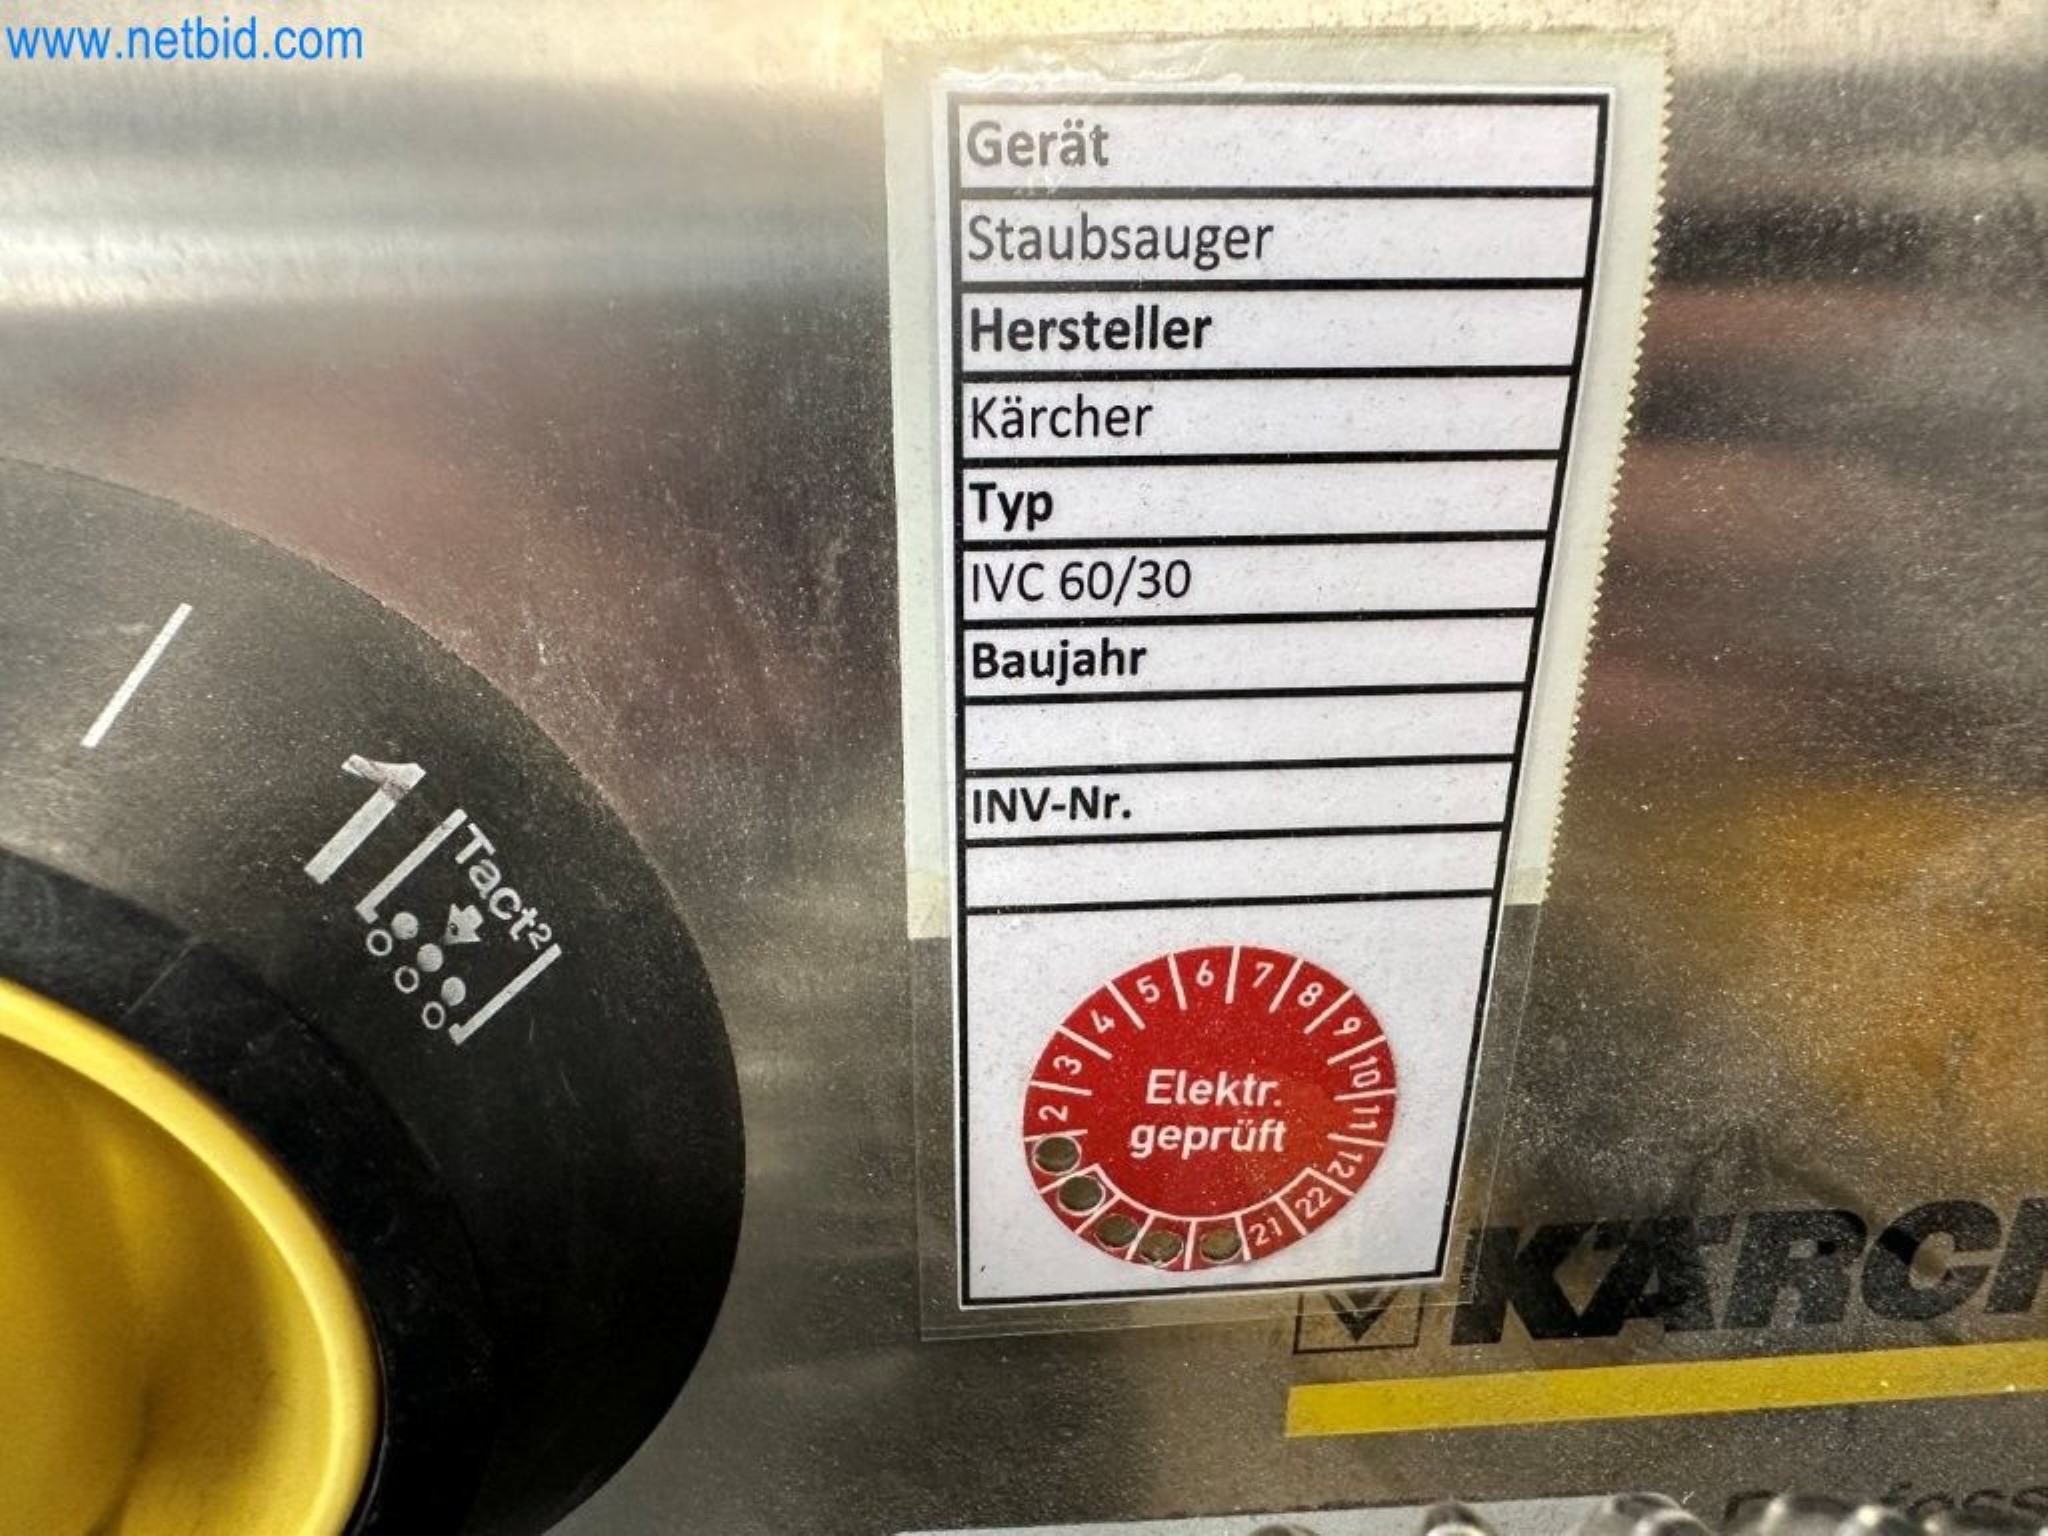 www.netbid.com
Gerät
Staubsauger
Hersteller
Kärcher
Typ
IVC 60/30
Baujahr
INV-Nr.
1
Tact²
2 3 4 5 6 7 8 9 10 11 12
Elektr.
geprüft
21 22